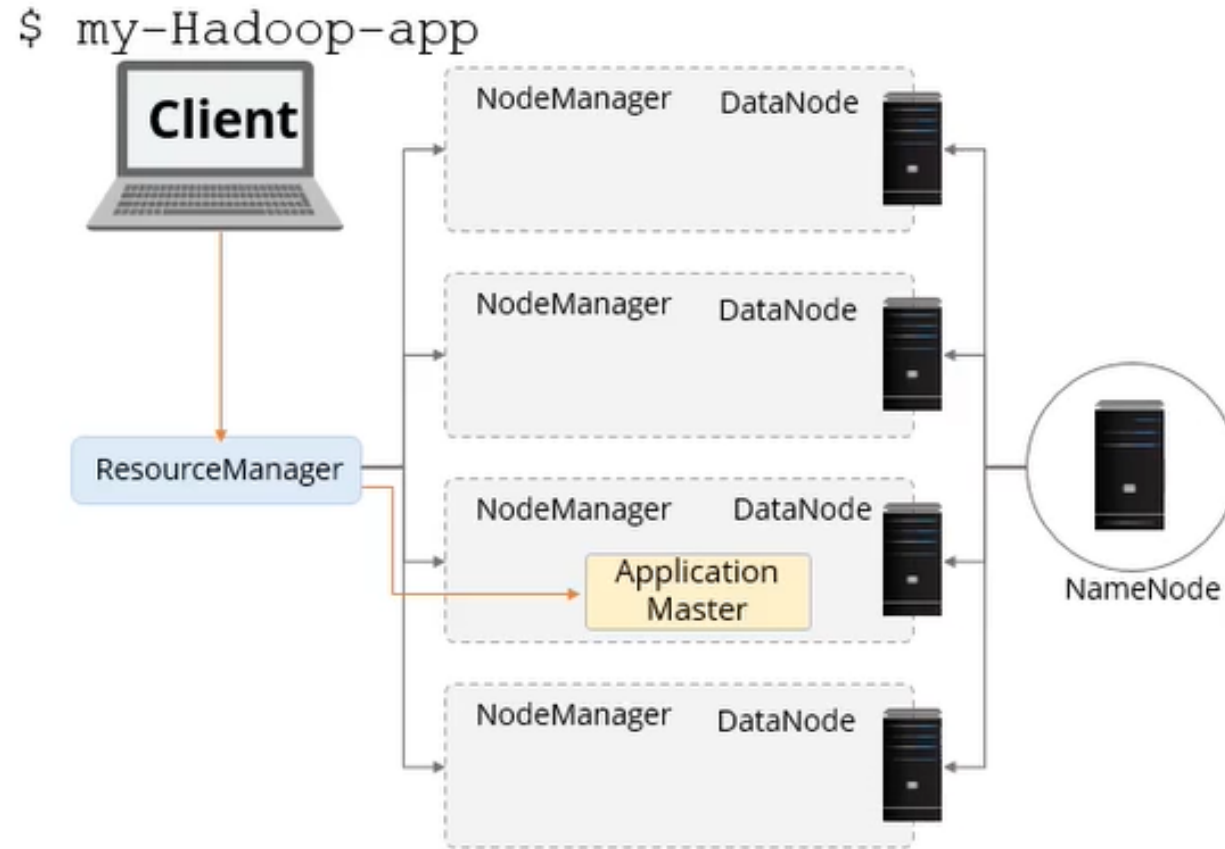 $ my-Hadoop-app
Client
NodeManager DataNode
NodeManager DataNode
ResourceManager
NodeManager DataNode
Application
Master
NameNode
NodeManager DataNode